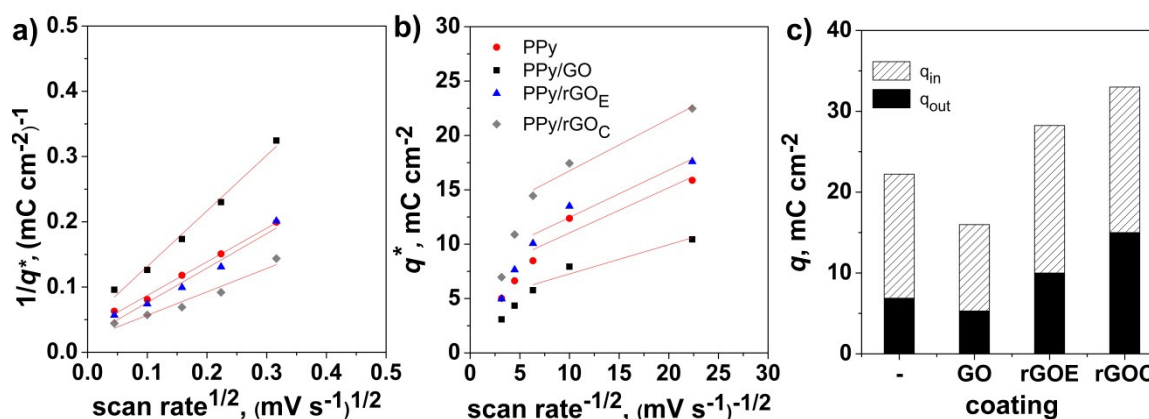 a)
1/q*, (mC cm-2)-1
0.5
0.4
0.3
0.2
0.1
0.0
0.0 0.1 0.2 0.3 0.4 0.5
scan rate1/2, (mV s-1)1/2
b)
q*, mC cm-2
30
25
20
15
10
5
0
PPy
PPy/GO
PPy/rGOE
PPy/rGOC
0 5 10 15 20 25 30
scan rate-1/2, (mV s-1)-1/2
c)
q, mC cm-2
40
30
20
10
0
qin
qout
- GO rGOE rGOC
coating